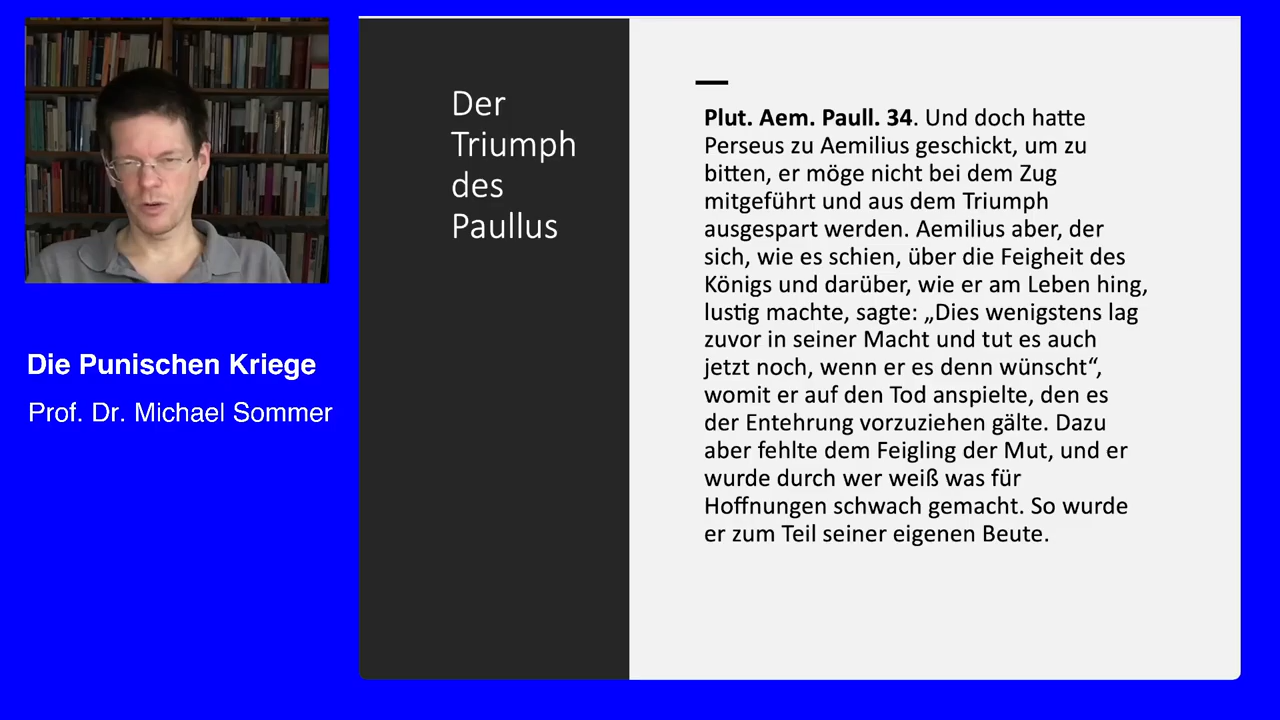 Die Punischen Kriege
Prof. Dr. Michael Sommer
Der
Triumph
des
Paullus
Plut. Aem. Paull. 34. Und doch hatte
Perseus zu Aemilius geschickt, um zu
bitten, er möge nicht bei dem Zug
mitgeführt und aus dem Triumph
ausgespart werden. Aemilius aber, der
sich, wie es schien, über die Feigheit des
Königs und darüber, wie er am Leben hing,
lustig machte, sagte: „Dies wenigstens lag
zuvor in seiner Macht und tut es auch
jetzt noch, wenn er es denn wünscht“,
womit er auf den Tod anspielte, den es
der Entehrung vorzuziehen gälte. Dazu
aber fehlte dem Feigling der Mut, und er
wurde durch wer weiß was für
Hoffnungen schwach gemacht. So wurde
er zum Teil seiner eigenen Beute.